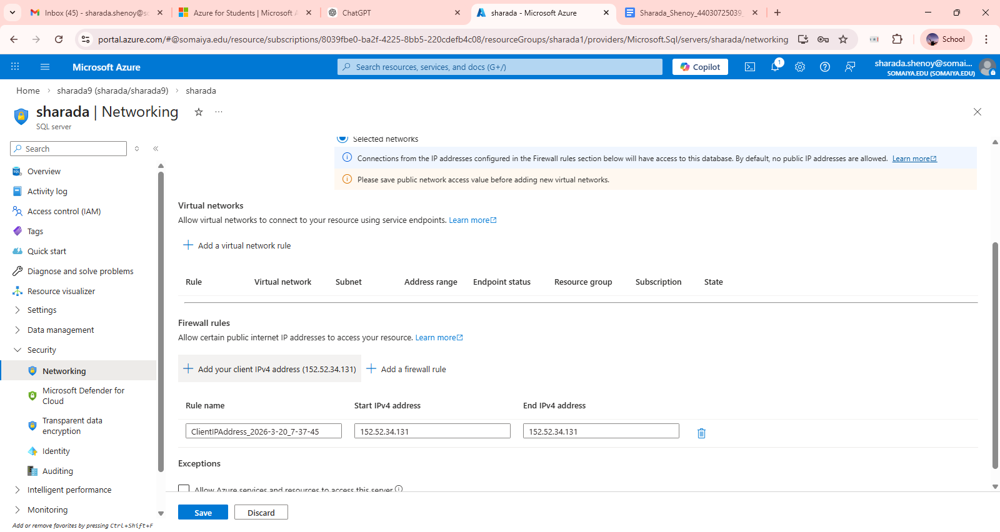 Inbox (45) - sharada.shenoy@sc
Azure for Students | Microsoft A
ChatGPT
sharada - Microsoft Azure
Sharada_Shenoy_44030725039_
portal.azure.com/#@somaiya.edu/resource/subscriptions/8039fbe0-ba2f-4225-8bb5-220cdefb4c08/resourceGroups/sharada1/providers/Microsoft.Sql/servers/sharada/networking
School
Microsoft Azure
Search resources, services, and docs (G+/)
Copilot
1
sharada.shenoy@somai...
SOMAIYA.EDU (SOMAIYA.EDU)
Home > sharada9 (sharada/sharada9) > sharada
sharada | Networking
SQL server
Search
Overview
Activity log
Access control (IAM)
Tags
Quick start
Diagnose and solve problems
Resource visualizer
Settings
Data management
Security
Networking
Microsoft Defender for
Cloud
Transparent data
encryption
Identity
Auditing
Intelligent performance
Monitoring
Add or remove favorites by pressing Ctrl+Shift+F
Selected networks
Connections from the IP addresses configured in the Firewall rules section below will have access to this database. By default, no public IP addresses are allowed. Learn more
Please save public network access value before adding new virtual networks.
Virtual networks
Allow virtual networks to connect to your resource using service endpoints. Learn more
Add a virtual network rule
Rule Virtual network Subnet Address range Endpoint status Resource group Subscription State
Firewall rules
Allow certain public internet IP addresses to access your resource. Learn more
Add your client IPv4 address (152.52.34.131) Add a firewall rule
Rule name Start IPv4 address End IPv4 address
ClientIPAddress_2026-3-20_7-37-45 152.52.34.131 152.52.34.131
Exceptions
Allow Azure services and resources to access this server
Save Discard